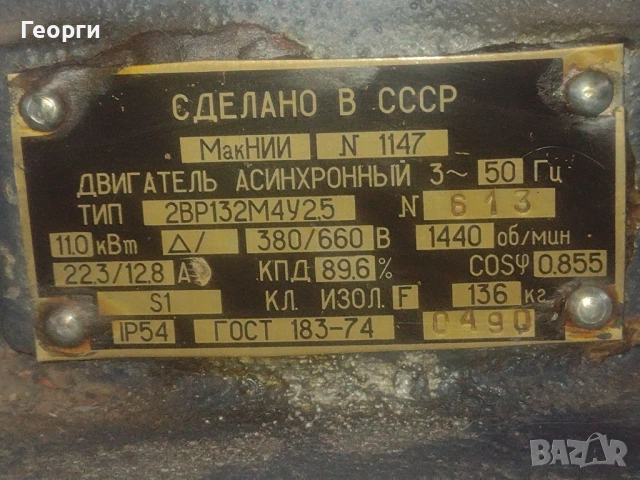 Георги
СДЕЛАНО В СССР
МакНИИ N 1147
ДВИГАТЕЛЬ АСИНХРОННЫЙ 3~ 50 Гц
ТИП 2ВР132М4У2,5 N 613
11.0 кВт Δ/ 380/660 В 1440 об/мин
22.3/12.8 А КПД 89.6 % COSφ 0.855
S1 КЛ. ИЗОЛ. F 136 кг
IP54 ГОСТ 183-74 0490
BAZAR